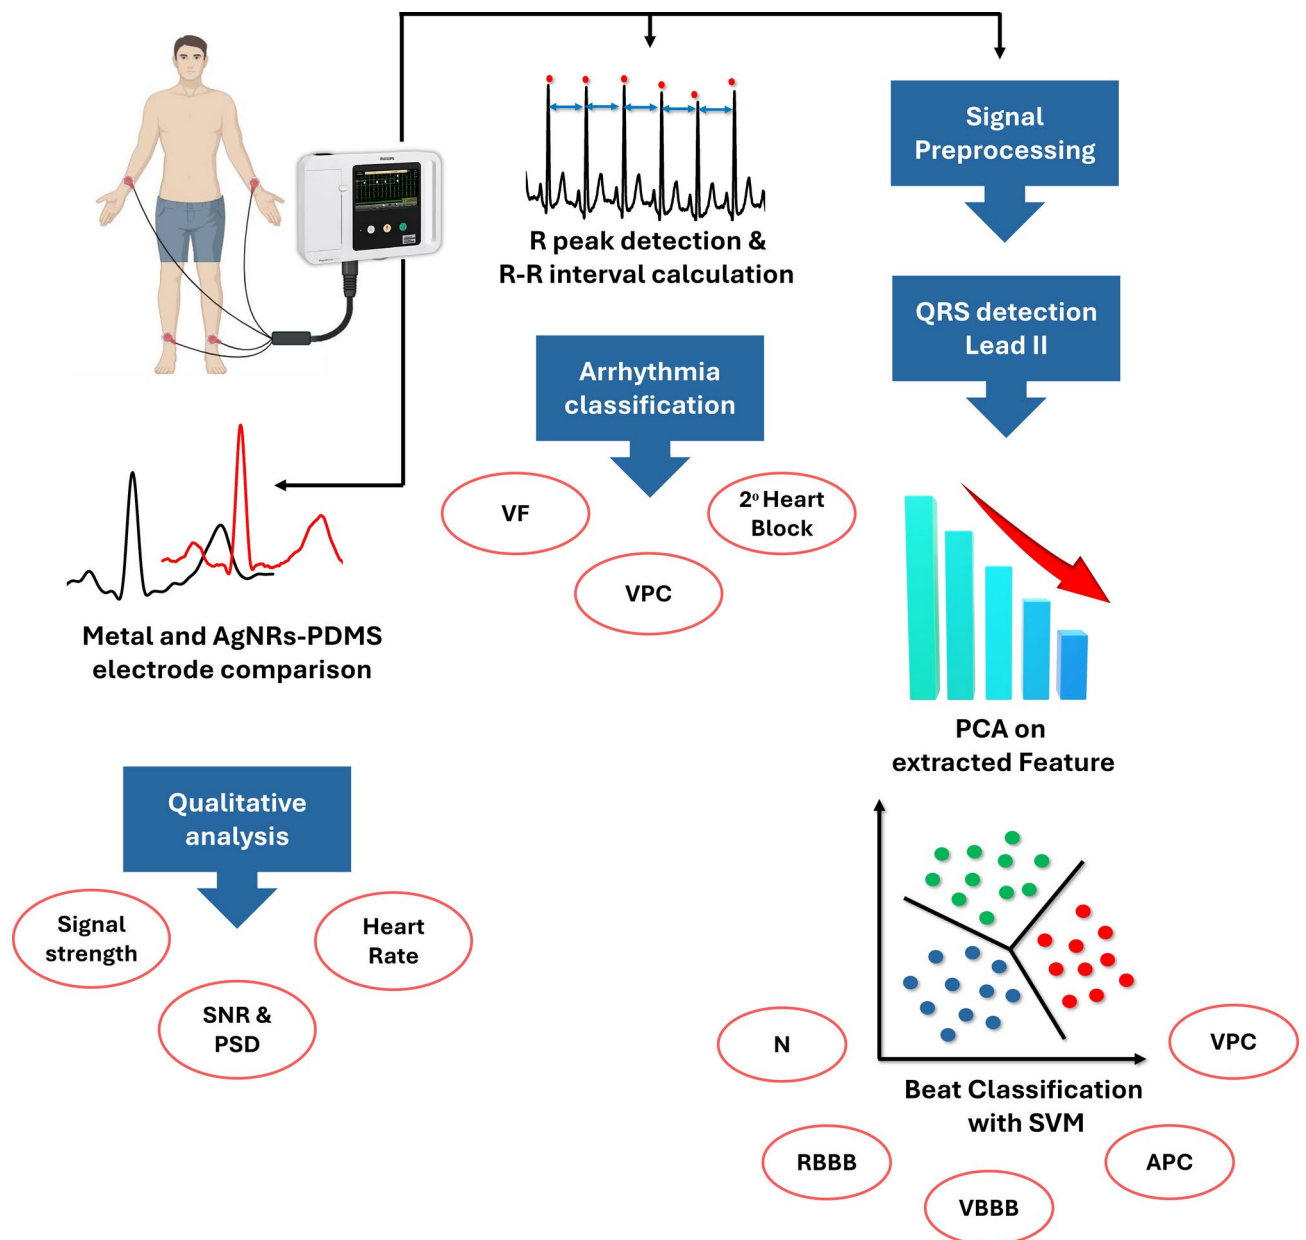 Signal
Preprocessing
R peak detection &
R-R interval calculation
QRS detection
Lead II
Arrhythmia
classification
VF
2º Heart
Block
VPC
Metal and AgNRs-PDMS
electrode comparison
PCA on
extracted Feature
Qualitative
analysis
Signal
strength
Heart
Rate
SNR &
PSD
N
VPC
Beat Classification
with SVM
RBBB
APC
VBBB